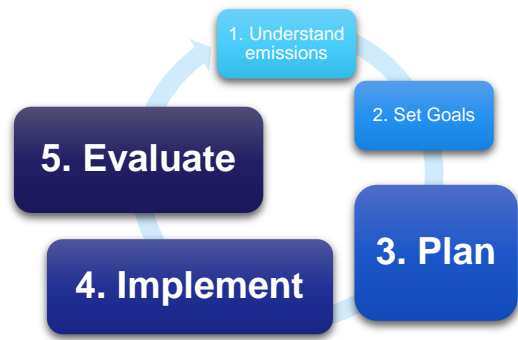 1. Understand
emissions
2. Set Goals
3. Plan
4. Implement
5. Evaluate